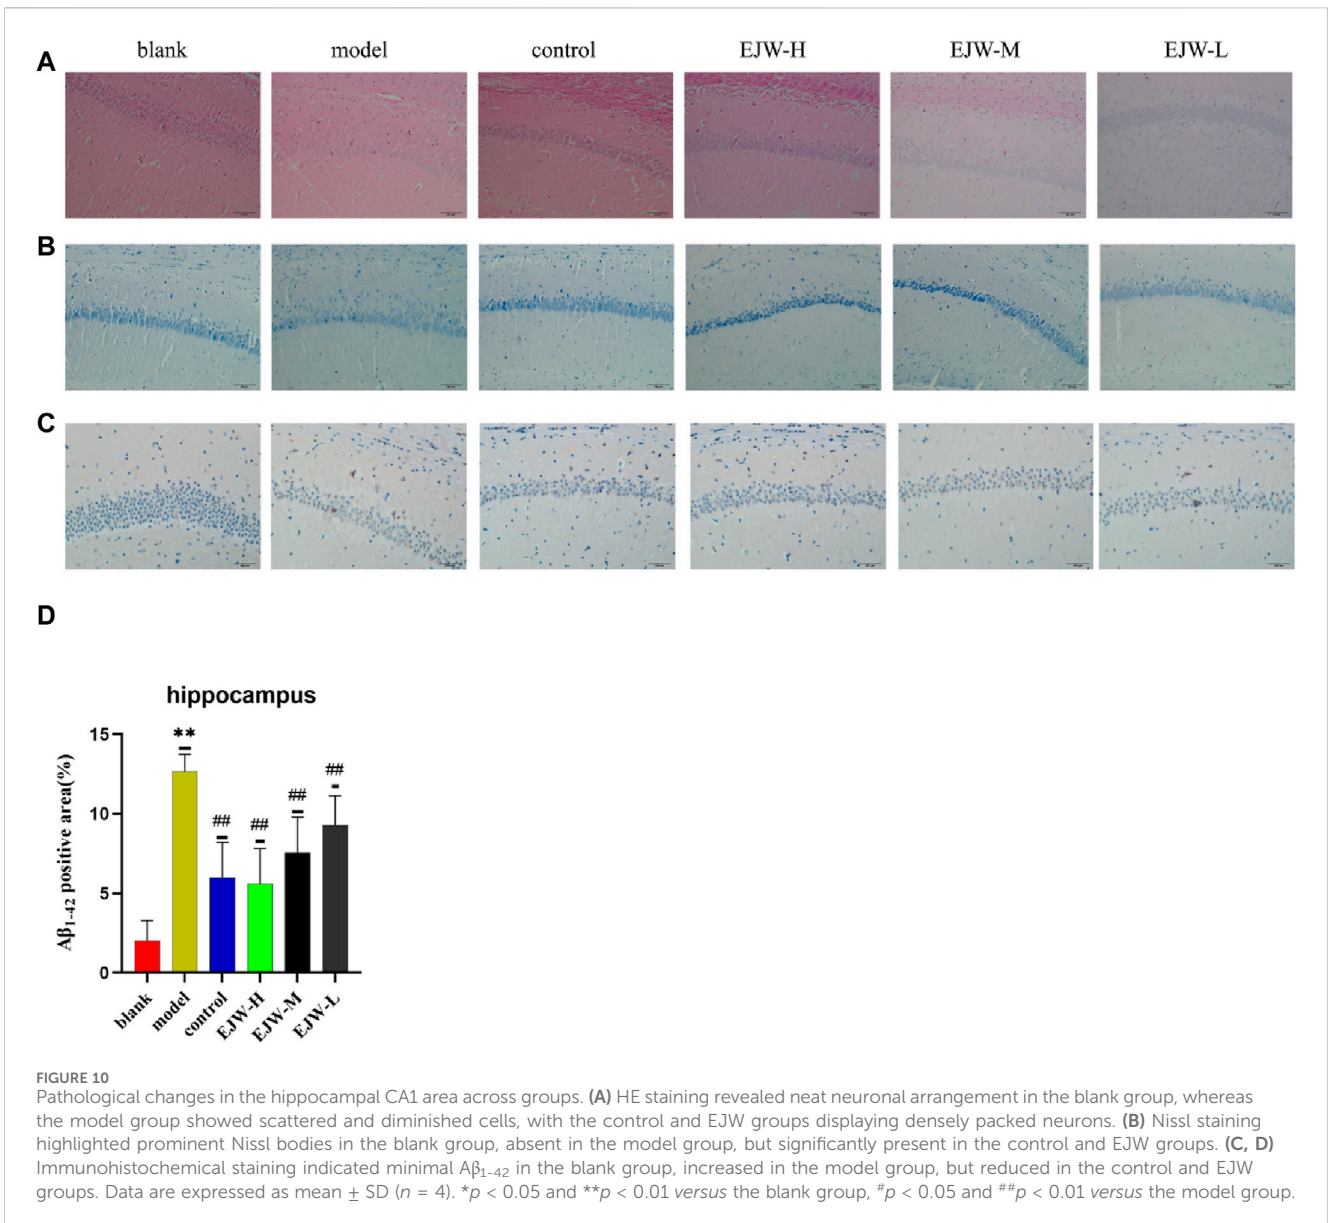 blank model control EJW-H EJW-M EJW-L
A
B
C
D
hippocampus
Aβ1-42 positive area(%)
15
10
5
0
**
##
##
##
##
blank
model
control
EJW-H
EJW-M
EJW-L
FIGURE 10
Pathological changes in the hippocampal CA1 area across groups. (A) HE staining revealed neat neuronal arrangement in the blank group, whereas
the model group showed scattered and diminished cells, with the control and EJW groups displaying densely packed neurons. (B) Nissl staining
highlighted prominent Nissl bodies in the blank group, absent in the model group, but significantly present in the control and EJW groups. (C, D)
Immunohistochemical staining indicated minimal Aβ1-42 in the blank group, increased in the model group, but reduced in the control and EJW
groups. Data are expressed as mean ± SD (n = 4). *p < 0.05 and **p < 0.01 versus the blank group, #p < 0.05 and ##p < 0.01 versus the model group.